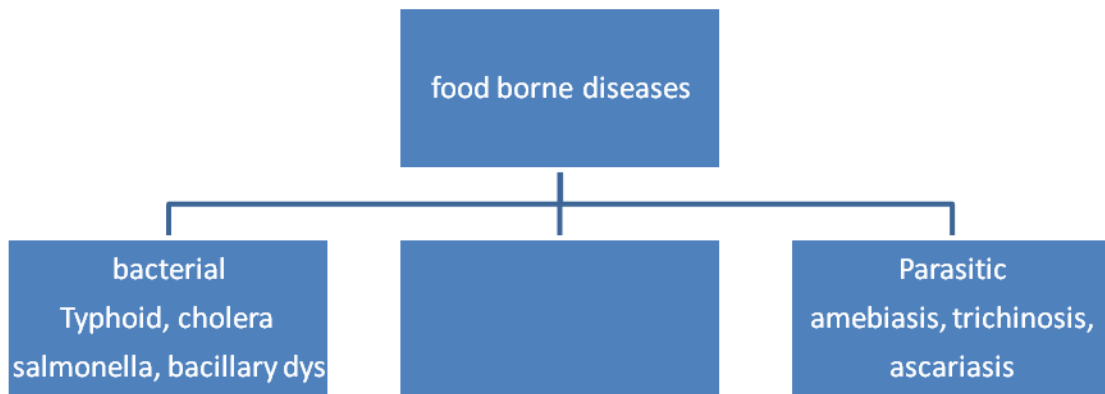 food borne diseases
bacterial
Typhoid, cholera
salmonella, bacillary dys
Parasitic
amebiasis, trichinosis,
ascariasis